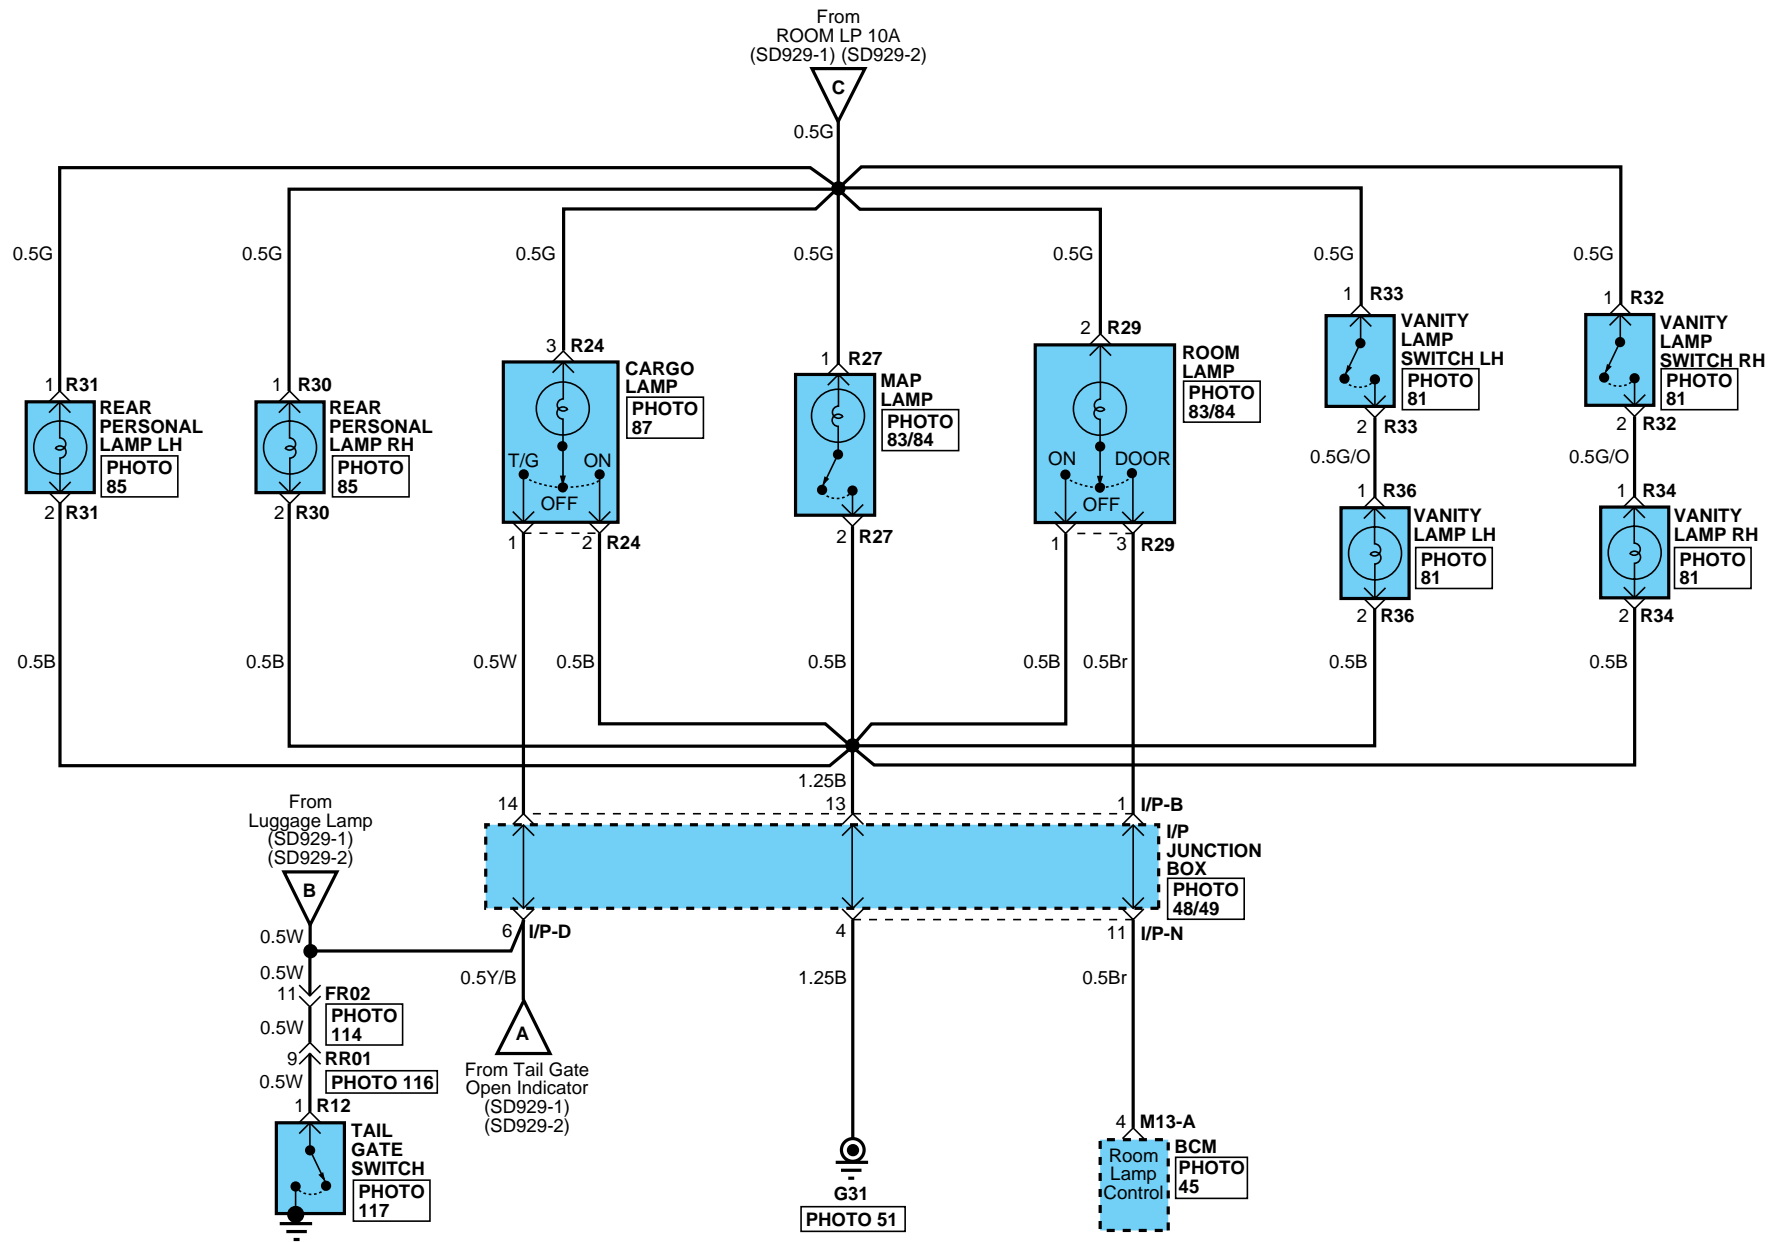 From
ROOM LP 10A
(SD929-1) (SD929-2)
C
0.5G
0.5G
0.5G
0.5G
0.5G
0.5G
0.5G
0.5G
1 R31
REAR
PERSONAL
LAMP LH
PHOTO
85
2 R31
1 R30
REAR
PERSONAL
LAMP RH
PHOTO
85
2 R30
3 R24
CARGO
LAMP
PHOTO
87
T/G
ON
OFF
1
2 R24
1 R27
MAP
LAMP
PHOTO
83/84
2 R27
2 R29
ROOM
LAMP
PHOTO
83/84
ON
DOOR
OFF
1
3 R29
1 R33
VANITY
LAMP
SWITCH LH
PHOTO
81
2 R33
0.5G/O
1 R36
VANITY
LAMP LH
PHOTO
81
2 R36
1 R32
VANITY
LAMP
SWITCH RH
PHOTO
81
2 R32
0.5G/O
1 R34
VANITY
LAMP RH
PHOTO
81
2 R34
0.5B
0.5B
0.5W
0.5B
0.5B
0.5B
0.5Br
0.5B
0.5B
1.25B
14
13
1 I/P-B
I/P
JUNCTION
BOX
PHOTO
48/49
6 I/P-D
4
11 I/P-N
From
Luggage Lamp
(SD929-1)
(SD929-2)
B
0.5W
0.5W
11 FR02
PHOTO
114
0.5W
9 RR01
PHOTO 116
0.5W
1 R12
TAIL
GATE
SWITCH
PHOTO
117
0.5Y/B
A
From Tail Gate
Open Indicator
(SD929-1)
(SD929-2)
1.25B
G31
PHOTO 51
0.5Br
4 M13-A
Room
Lamp
Control
BCM
PHOTO
45